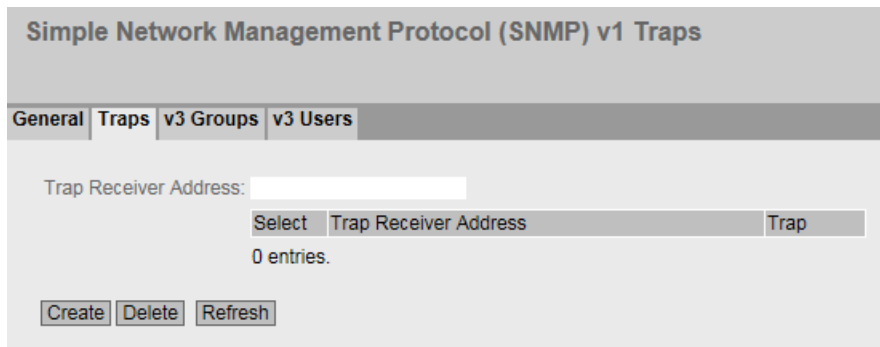 Simple Network Management Protocol (SNMP) v1 Traps
General Traps v3 Groups v3 Users
Trap Receiver Address:
Select Trap Receiver Address Trap
0 entries.
Create Delete Refresh